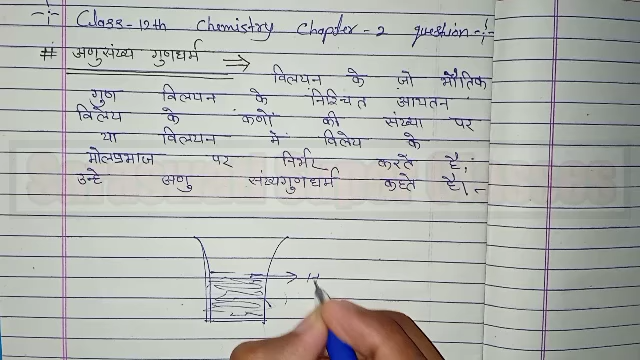 -:- Class-12th Chemistry Chapter-2 question -:-
# अणुसंख्य गुणधर्म ⇒
विलयन के जो भौतिक
गुण विलयन के निश्चित आयतन
विलेय के कणों की संख्या पर
या विलयन में विलेय के
मोलप्रभाज पर निर्भर करते है;
उन्हे अणु संख्यगुणधर्म कहते है।-
H